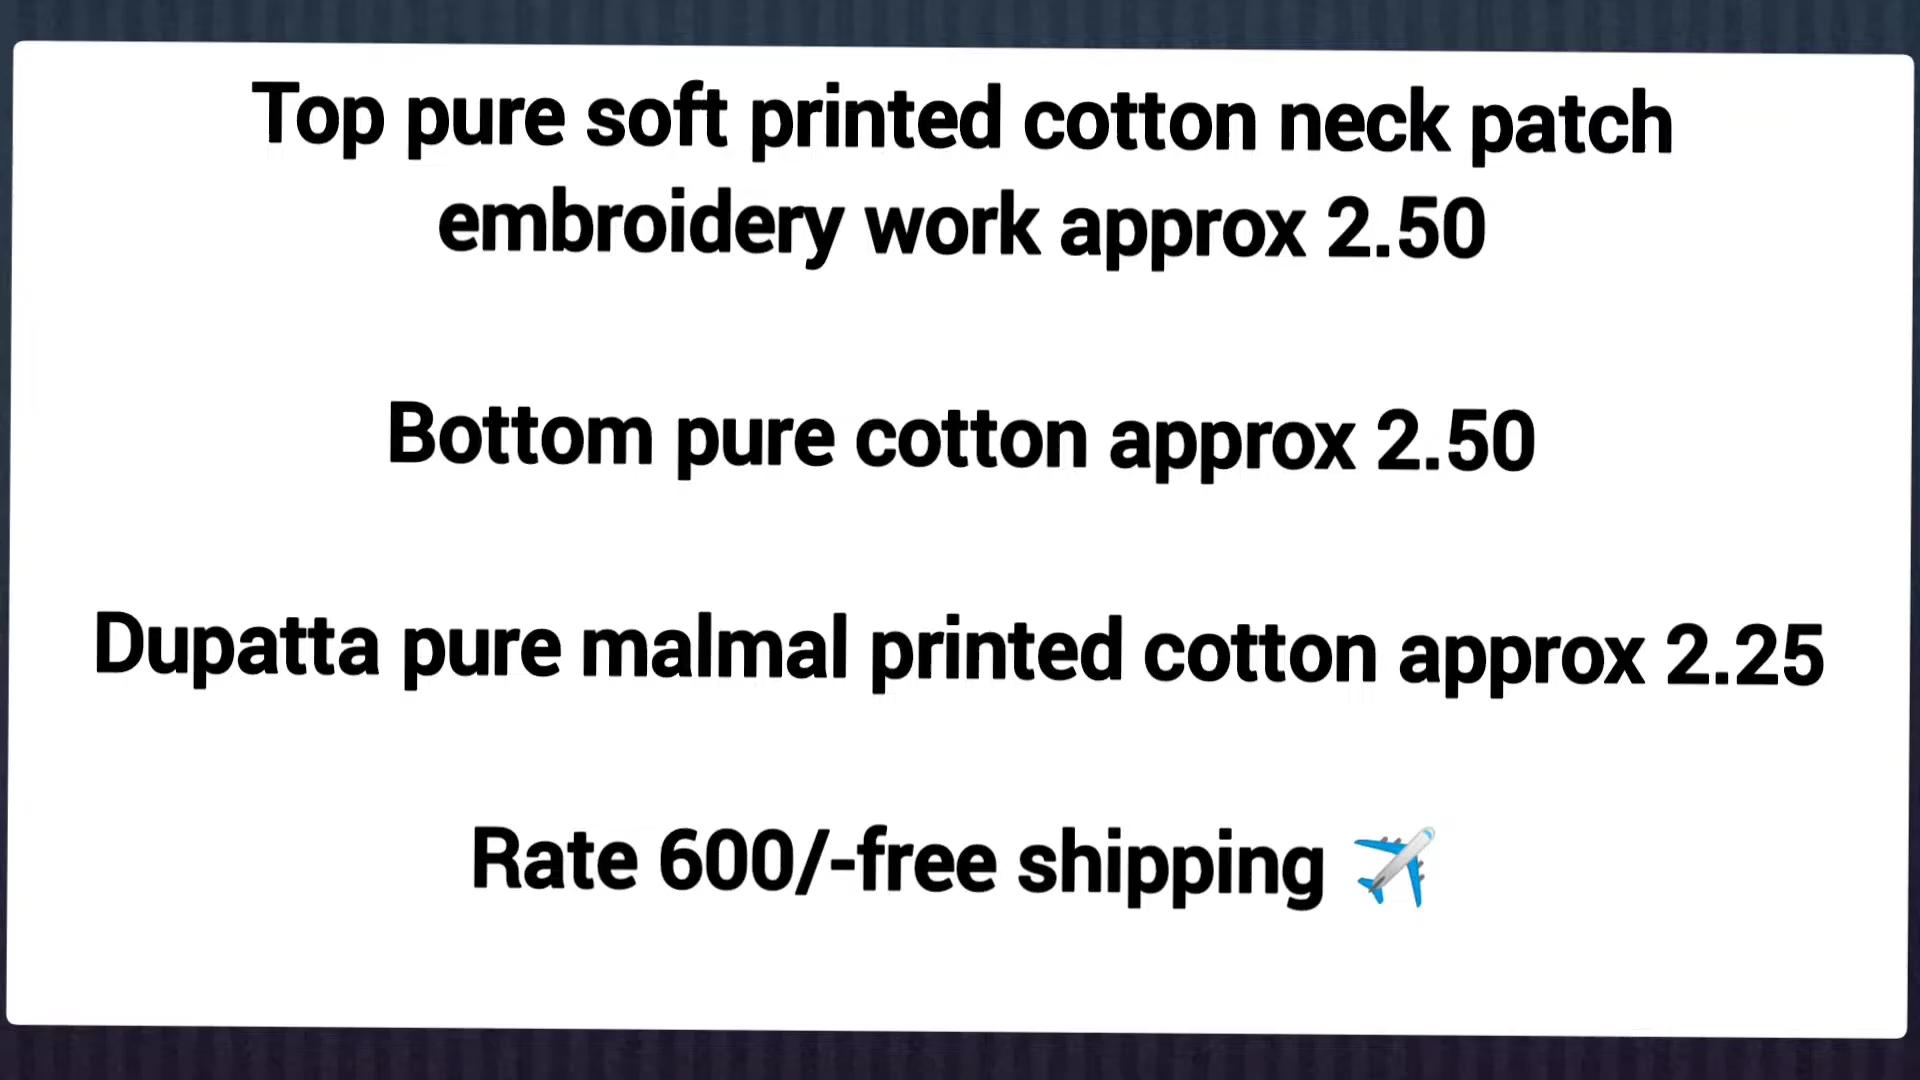 Top pure soft printed cotton neck patch
embroidery work approx 2.50
Bottom pure cotton approx 2.50
Dupatta pure malmal printed cotton approx 2.25
Rate 600/-free shipping ✈️